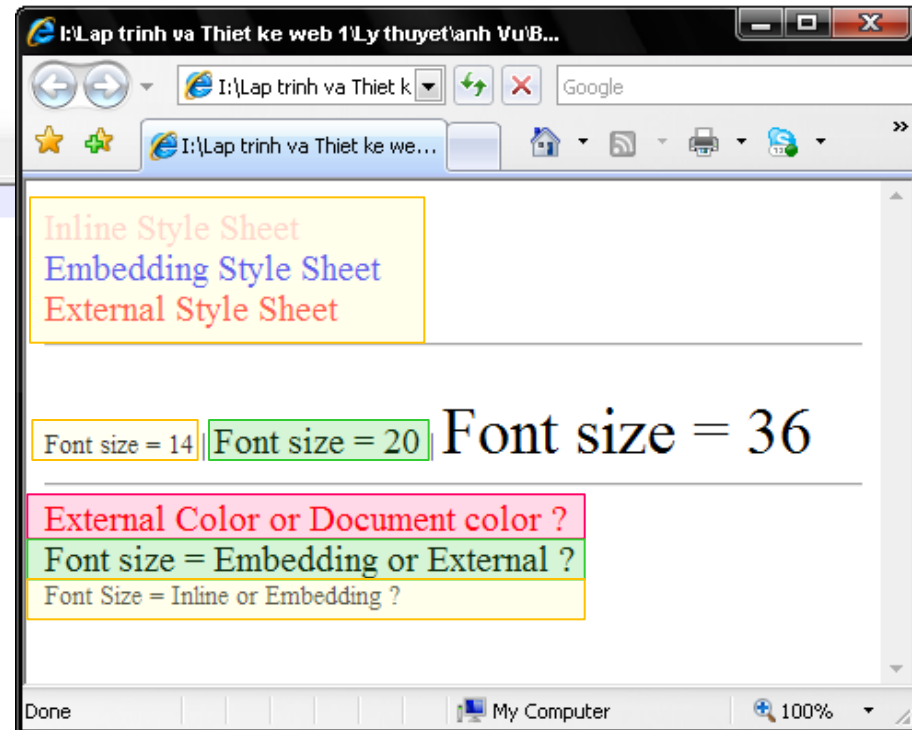 I:\Lap trinh va Thiet ke web 1\Ly thuyet\anh Vu\B...
I:\Lap trinh va Thiet k
Google
I:\Lap trinh va Thiet ke we...
»
Inline Style Sheet
Embedding Style Sheet
External Style Sheet
Font size = 14 | Font size = 20 | Font size = 36
External Color or Document color ?
Font size = Embedding or External ?
Font Size = Inline or Embedding ?
Done My Computer 100%